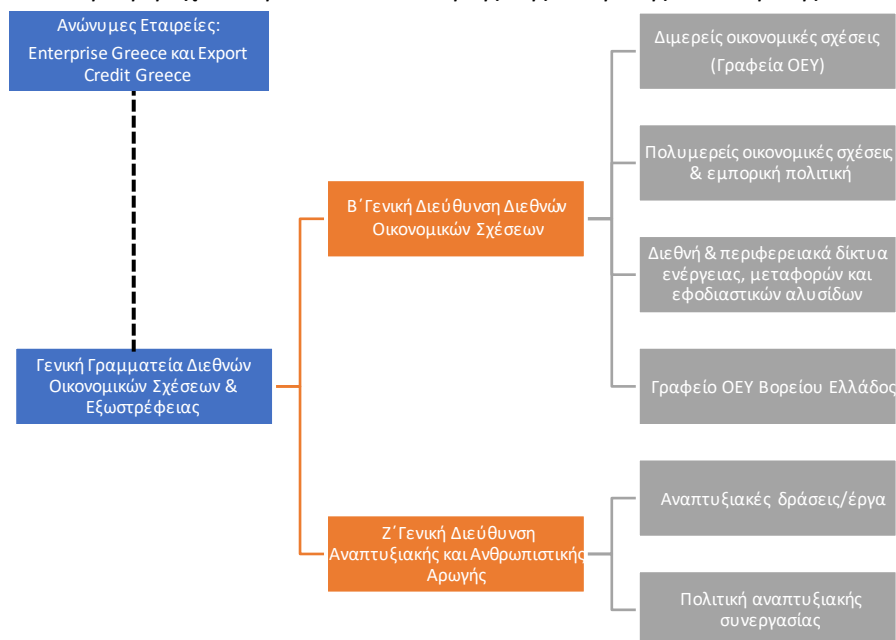 Ανώνυμες Εταιρείες:
Enterprise Greece και Export
Credit Greece
Γενική Γραμματεία Διεθνών
Οικονομικών Σχέσεων &
Εξωστρέφειας
Β΄ Γενική Διεύθυνση Διεθνών
Οικονομικών Σχέσεων
Ζ΄ Γενική Διεύθυνση
Αναπτυξιακής και Ανθρωπιστικής
Αρωγής
Διμερείς οικονομικές σχέσεις
(Γραφεία ΟΕΥ)
Πολυμερείς οικονομικές σχέσεις
& εμπορική πολιτική
Διεθνή & περιφερειακά δίκτυα
ενέργειας, μεταφορών και
εφοδιαστικών αλυσίδων
Γραφείο ΟΕΥ Βορείου Ελλάδος
Αναπτυξιακές δράσεις/έργα
Πολιτική αναπτυξιακής
συνεργασίας